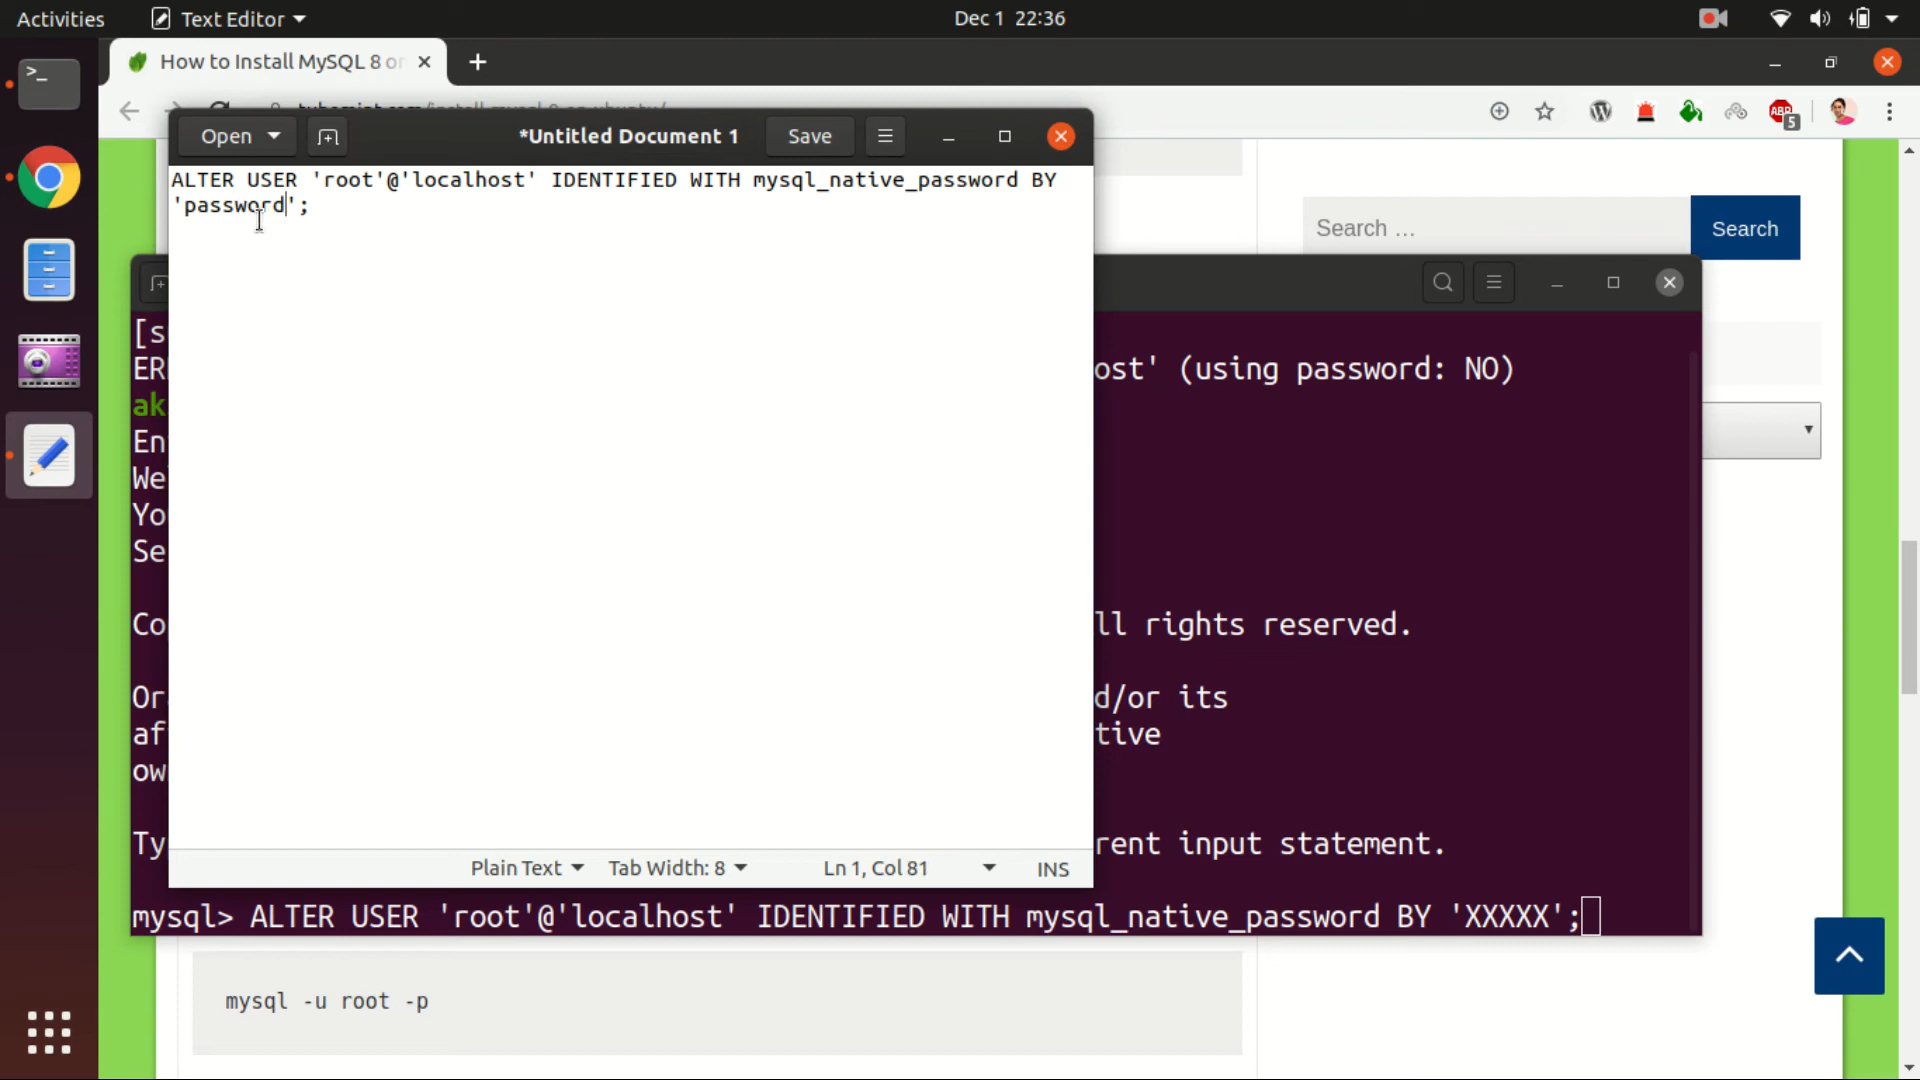 Activities
Text Editor
Dec 1 22:36
How to Install MySQL 8 or
ABP
5
Open
*Untitled Document 1
Save
ALTER USER 'root'@'localhost' IDENTIFIED WITH mysql_native_password BY
'password';
Search …
Search
[s
ERR ost' (using password: NO)
ak
En
We
Yo
Se
Co ll rights reserved.
Or d/or its
af tive
ow
Ty rent input statement.
Plain Text
Tab Width: 8
Ln 1, Col 81
INS
mysql> ALTER USER 'root'@'localhost' IDENTIFIED WITH mysql_native_password BY 'XXXXX';
mysql -u root -p